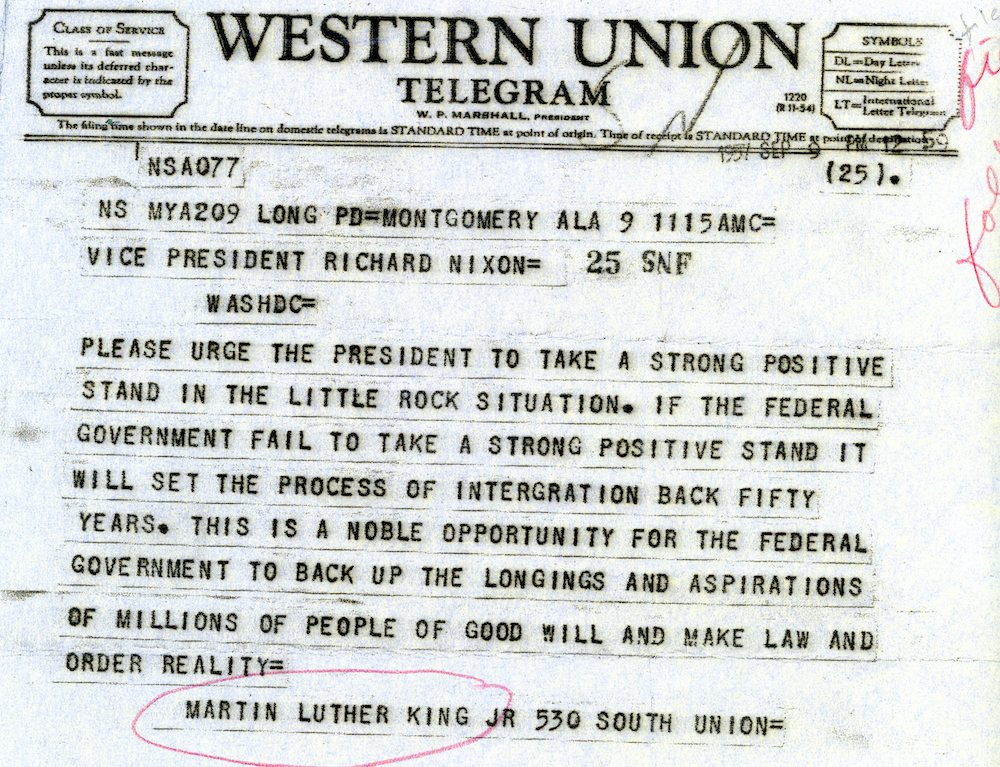 CLASS OF SERVICE
This is a fast message
unless its deferred char-
acter is indicated by the
proper symbol.
WESTERN UNION
TELEGRAM
W. P. MARSHALL, PRESIDENT
1220
(R 11-54)
SYMBOLS
DL=Day Letter
NL=Night Letter
LT=International
Letter Telegram
The filing time shown in the date line on domestic telegrams is STANDARD TIME at point of origin. Time of receipt is STANDARD TIME at point of destination
1957 SEP 9 PM 12 59
NSA077
(25).
NS MYA209 LONG PD=MONTGOMERY ALA 9 1115AMC=
VICE PRESIDENT RICHARD NIXON= 25 SNF
WASHDC=
PLEASE URGE THE PRESIDENT TO TAKE A STRONG POSITIVE
STAND IN THE LITTLE ROCK SITUATION. IF THE FEDERAL
GOVERNMENT FAIL TO TAKE A STRONG POSITIVE STAND IT
WILL SET THE PROCESS OF INTERGRATION BACK FIFTY
YEARS. THIS IS A NOBLE OPPORTUNITY FOR THE FEDERAL
GOVERNMENT TO BACK UP THE LONGINGS AND ASPIRATIONS
OF MILLIONS OF PEOPLE OF GOOD WILL AND MAKE LAW AND
ORDER REALITY=
MARTIN LUTHER KING JR 530 SOUTH UNION=